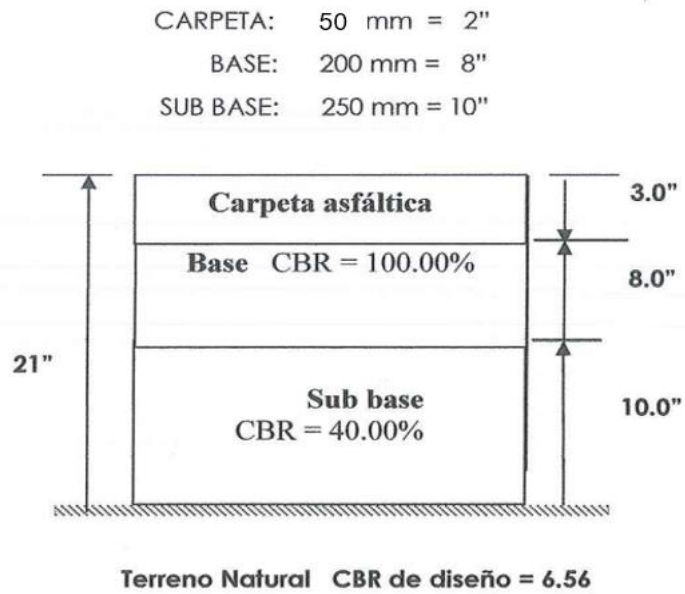 CARPETA: 50 mm = 2"
BASE: 200 mm = 8"
SUB BASE: 250 mm = 10"
Carpeta asfáltica
3.0"
Base CBR = 100.00%
8.0"
21"
Sub base
CBR = 40.00%
10.0"
Terreno Natural CBR de diseño = 6.56